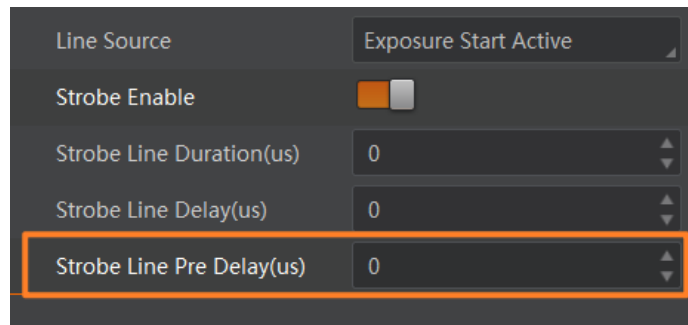 Line Source Exposure Start Active
Strobe Enable
Strobe Line Duration(us) 0
Strobe Line Delay(us) 0
Strobe Line Pre Delay(us) 0